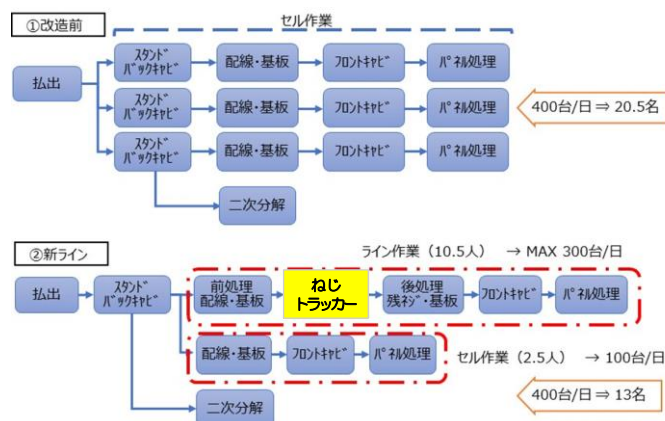 ①改造前
セル作業
払出
スタンド
バックキャビ
配線・基板
フロントキャビ
パネル処理
スタンド
バックキャビ
配線・基板
フロントキャビ
パネル処理
400台/日 ⇒ 20.5名
スタンド
バックキャビ
配線・基板
フロントキャビ
パネル処理
二次分解
②新ライン
ライン作業(10.5人) → MAX 300台/日
払出
スタンド
バックキャビ
前処理
配線・基板
ねじ
トラッカー
後処理
残ネジ・基板
フロントキャビ
パネル処理
配線・基板
フロントキャビ
パネル処理
セル作業(2.5人) → 100台/日
二次分解
400台/日 ⇒ 13名